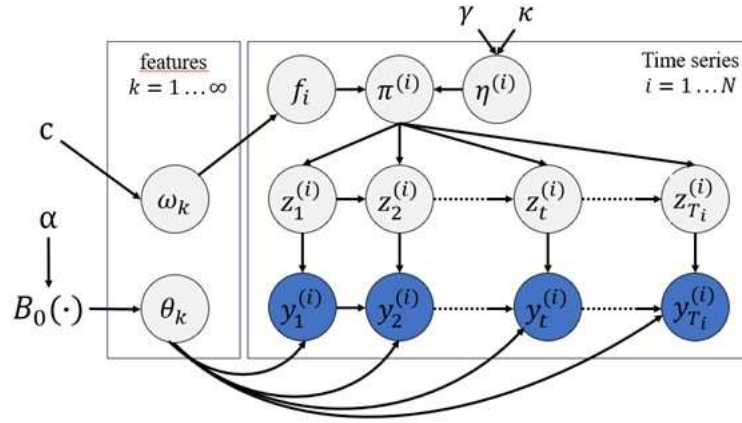 γ κ
features
k = 1 … ∞
Time series
i = 1 … N
f_i π^{(i)} η^{(i)}
c
ω_k
z_1^{(i)} z_2^{(i)} z_t^{(i)} z_{T_i}^{(i)}
α
B_0(·)
θ_k
y_1^{(i)} y_2^{(i)} y_t^{(i)} y_{T_i}^{(i)}